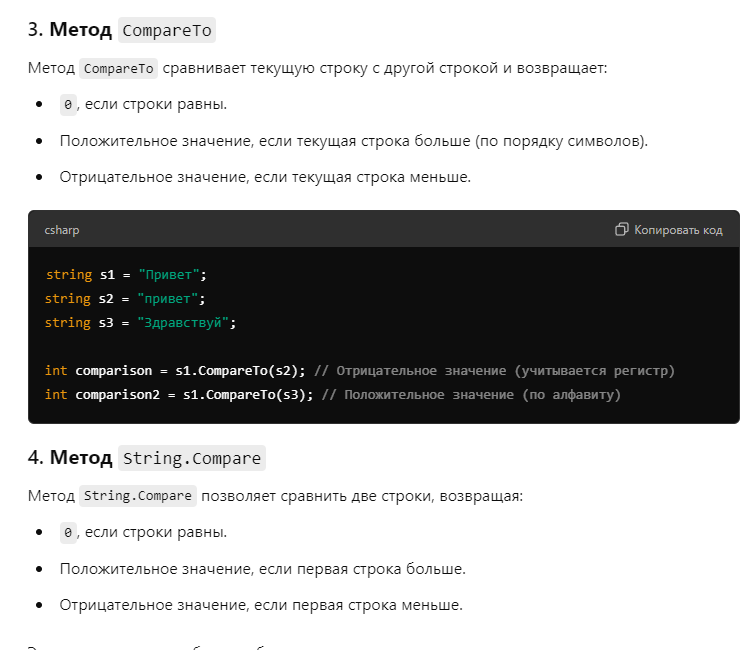 3. Метод CompareTo
Метод CompareTo сравнивает текущую строку с другой строкой и возвращает:
0, если строки равны.
Положительное значение, если текущая строка больше (по порядку символов).
Отрицательное значение, если текущая строка меньше.
csharp
Копировать код
string s1 = "Привет";
string s2 = "привет";
string s3 = "Здравствуй";
int comparison = s1.CompareTo(s2); // Отрицательное значение (учитывается регистр)
int comparison2 = s1.CompareTo(s3); // Положительное значение (по алфавиту)
4. Метод String.Compare
Метод String.Compare позволяет сравнить две строки, возвращая:
0, если строки равны.
Положительное значение, если первая строка больше.
Отрицательное значение, если первая строка меньше.